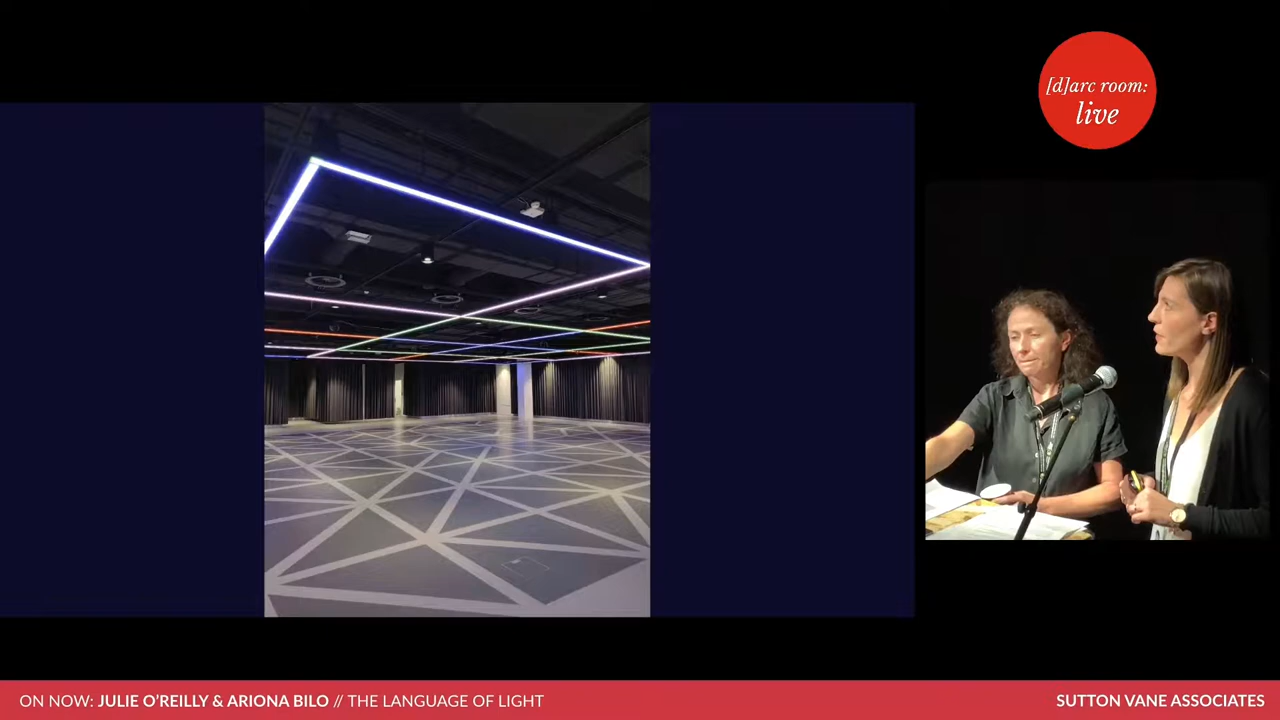 [d]arc room:
live
ON NOW: JULIE O'REILLY & ARIONA BILO // THE LANGUAGE OF LIGHT
SUTTON VANE ASSOCIATES